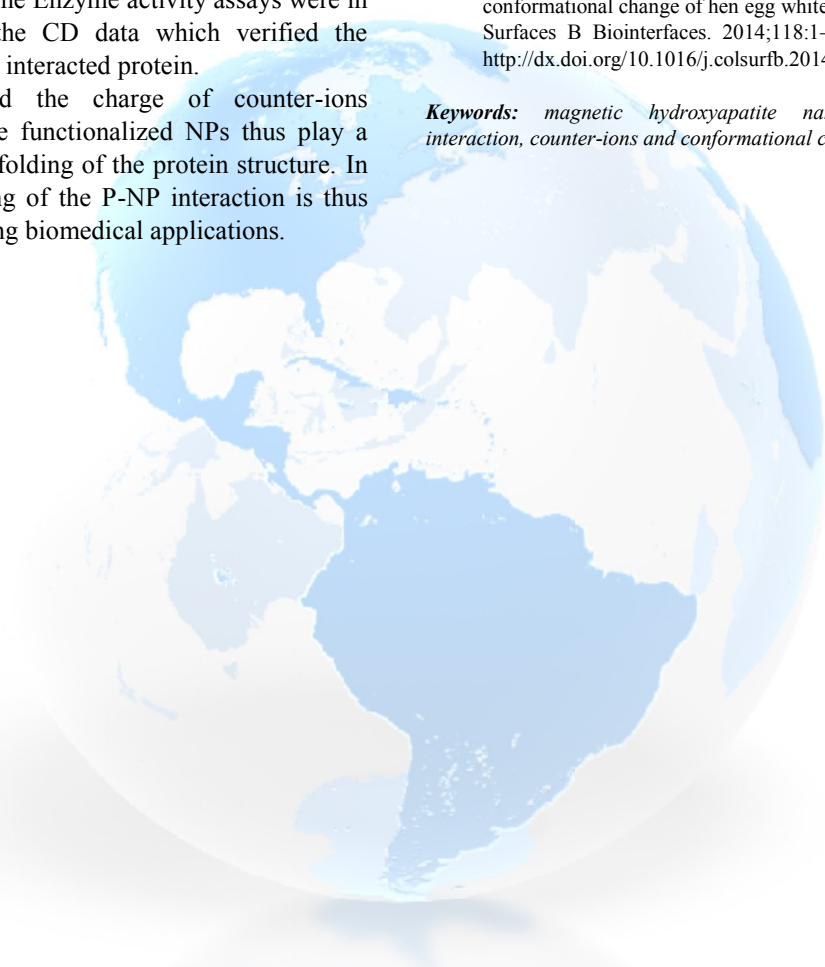 ne Enzyme activity assays were in
the CD data which verified the
interacted protein.
d the charge of counter-ions
e functionalized NPs thus play a
folding of the protein structure. In
g of the P-NP interaction is thus
ng biomedical applications.
conformational change of hen egg white
Surfaces B Biointerfaces. 2014;118:1–
http://dx.doi.org/10.1016/j.colsurfb.2014
Keywords: magnetic hydroxyapatite na
interaction, counter-ions and conformational c